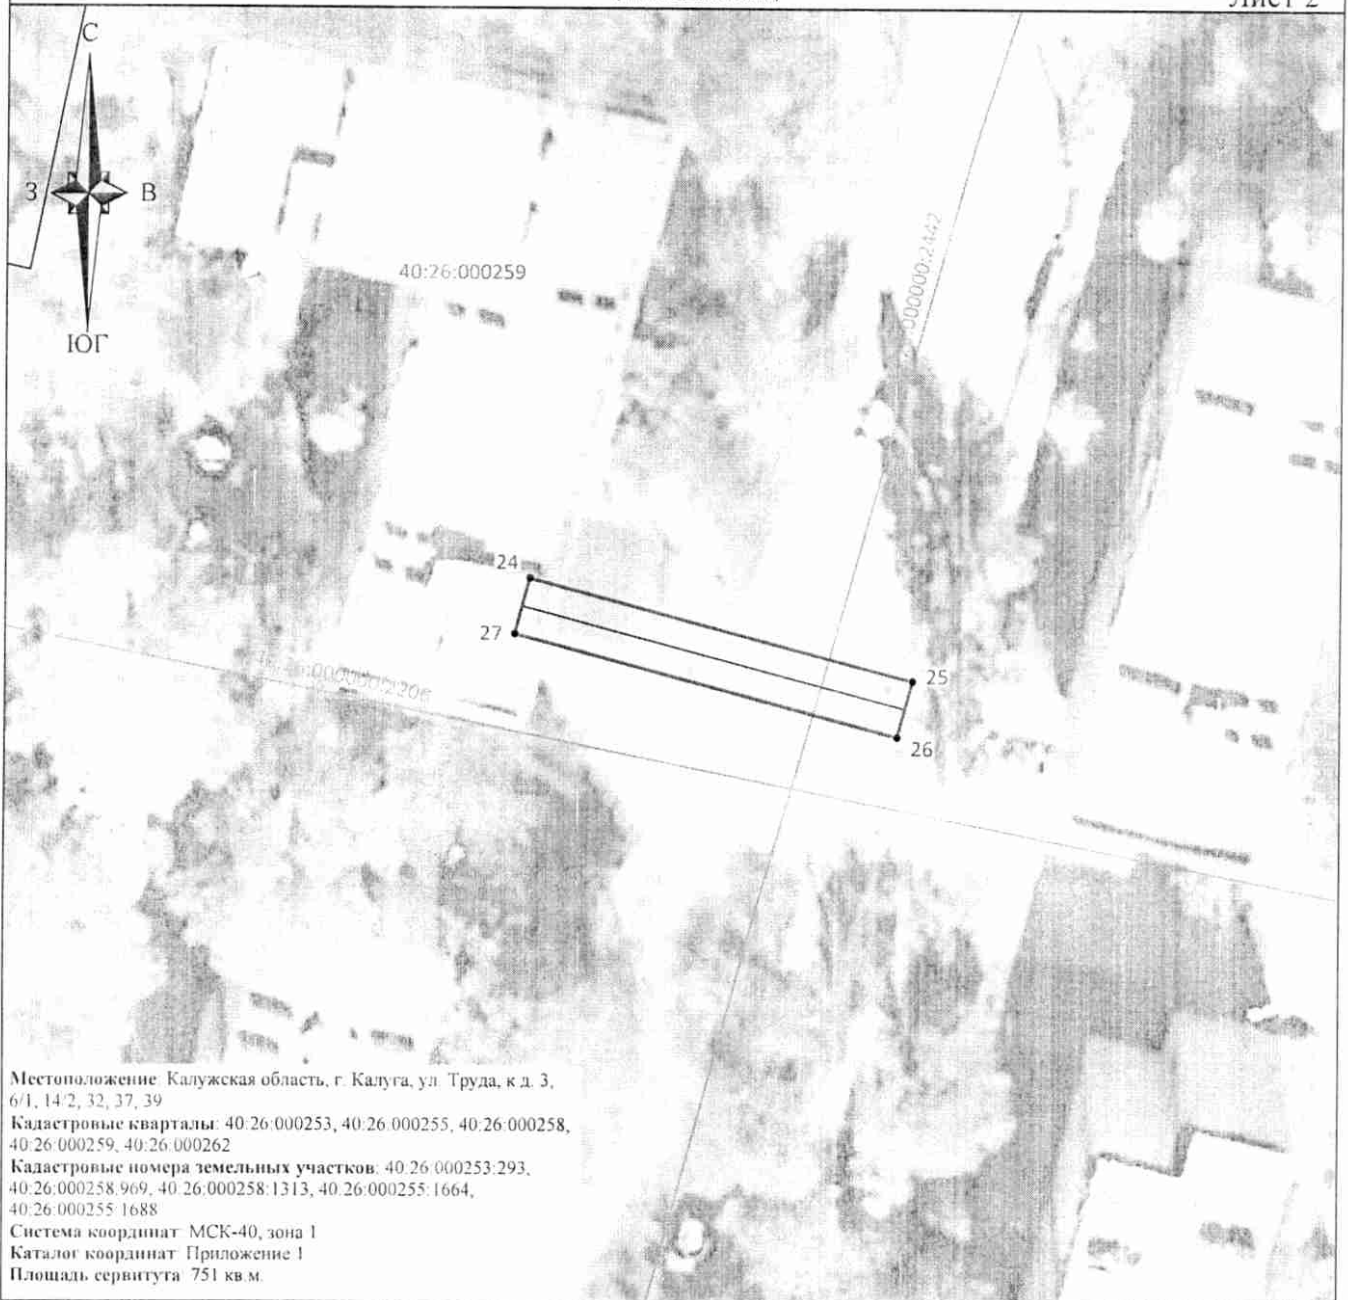 Лист 2
С
З
В
ЮГ
40:26:000259
000000:2442
24
27
25
26
:000000:2206
Местоположение: Калужская область, г. Калуга, ул. Труда, к д. 3,
6/1, 14/2, 32, 37, 39
Кадастровые кварталы: 40:26:000253, 40:26:000255, 40:26:000258,
40:26:000259, 40:26:000262
Кадастровые номера земельных участков: 40:26:000253:293,
40:26:000258:969, 40:26:000258:1313, 40:26:000255:1664,
40:26:000255:1688
Система координат МСК-40, зона 1
Каталог координат Приложение 1
Площадь сервитута 751 кв.м.